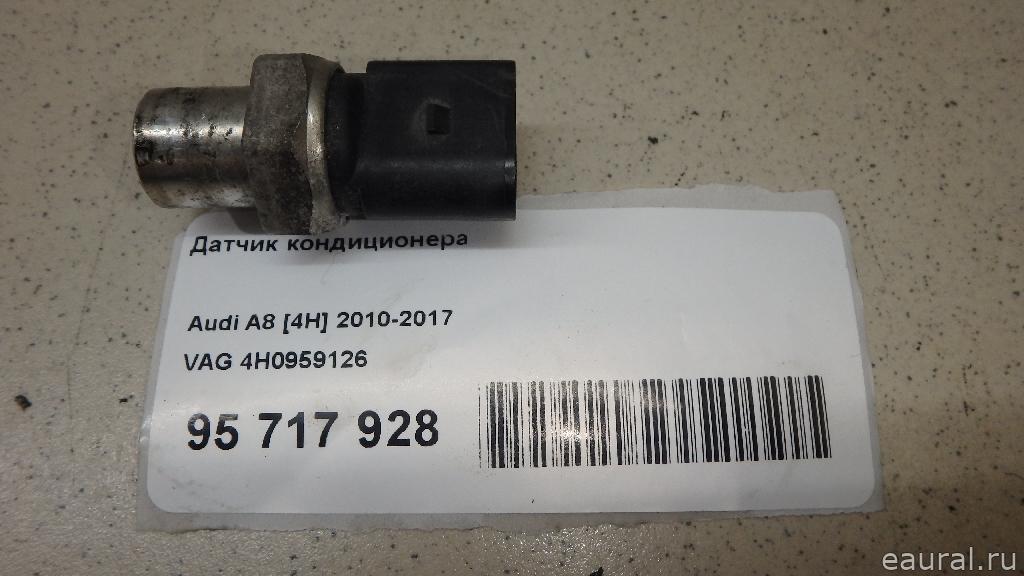 Датчик кондиционера
Audi A8 [4H] 2010-2017
VAG 4H0959126
95 717 928
eaural.ru